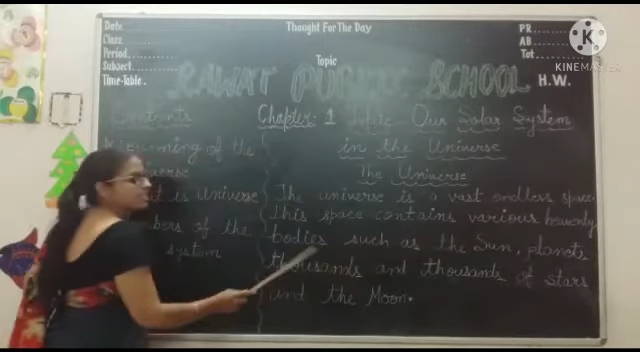 Date..............
Class..............
Period..............
Subject..............
Time-Table.
Thought For The Day
Topic
PR..........
AB..........
Tot..........
H.W.
K
KINEMASTER
RAWAT PUBLIC SCHOOL
Contents
of the
is Universe
of the
system
Chapter:- 1 Our Solar System
in the Universe
The Universe
The universe is a vast endless space.
This space contains various heavenly
bodies such as the Sun, planets
thousands and thousands of stars
and the Moon.